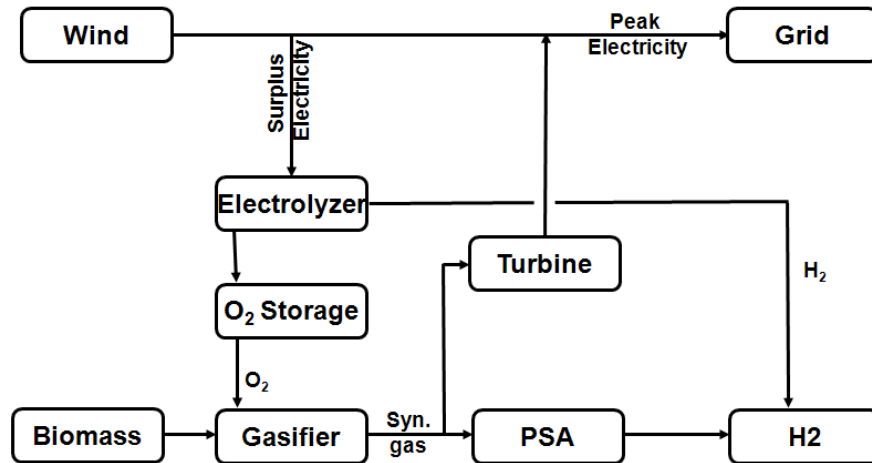 Wind
Peak
Electricity
Grid
Surplus
Electricity
Electrolyzer
Turbine
H₂
O₂ Storage
O₂
Biomass
Gasifier
Syn.
gas
PSA
H2